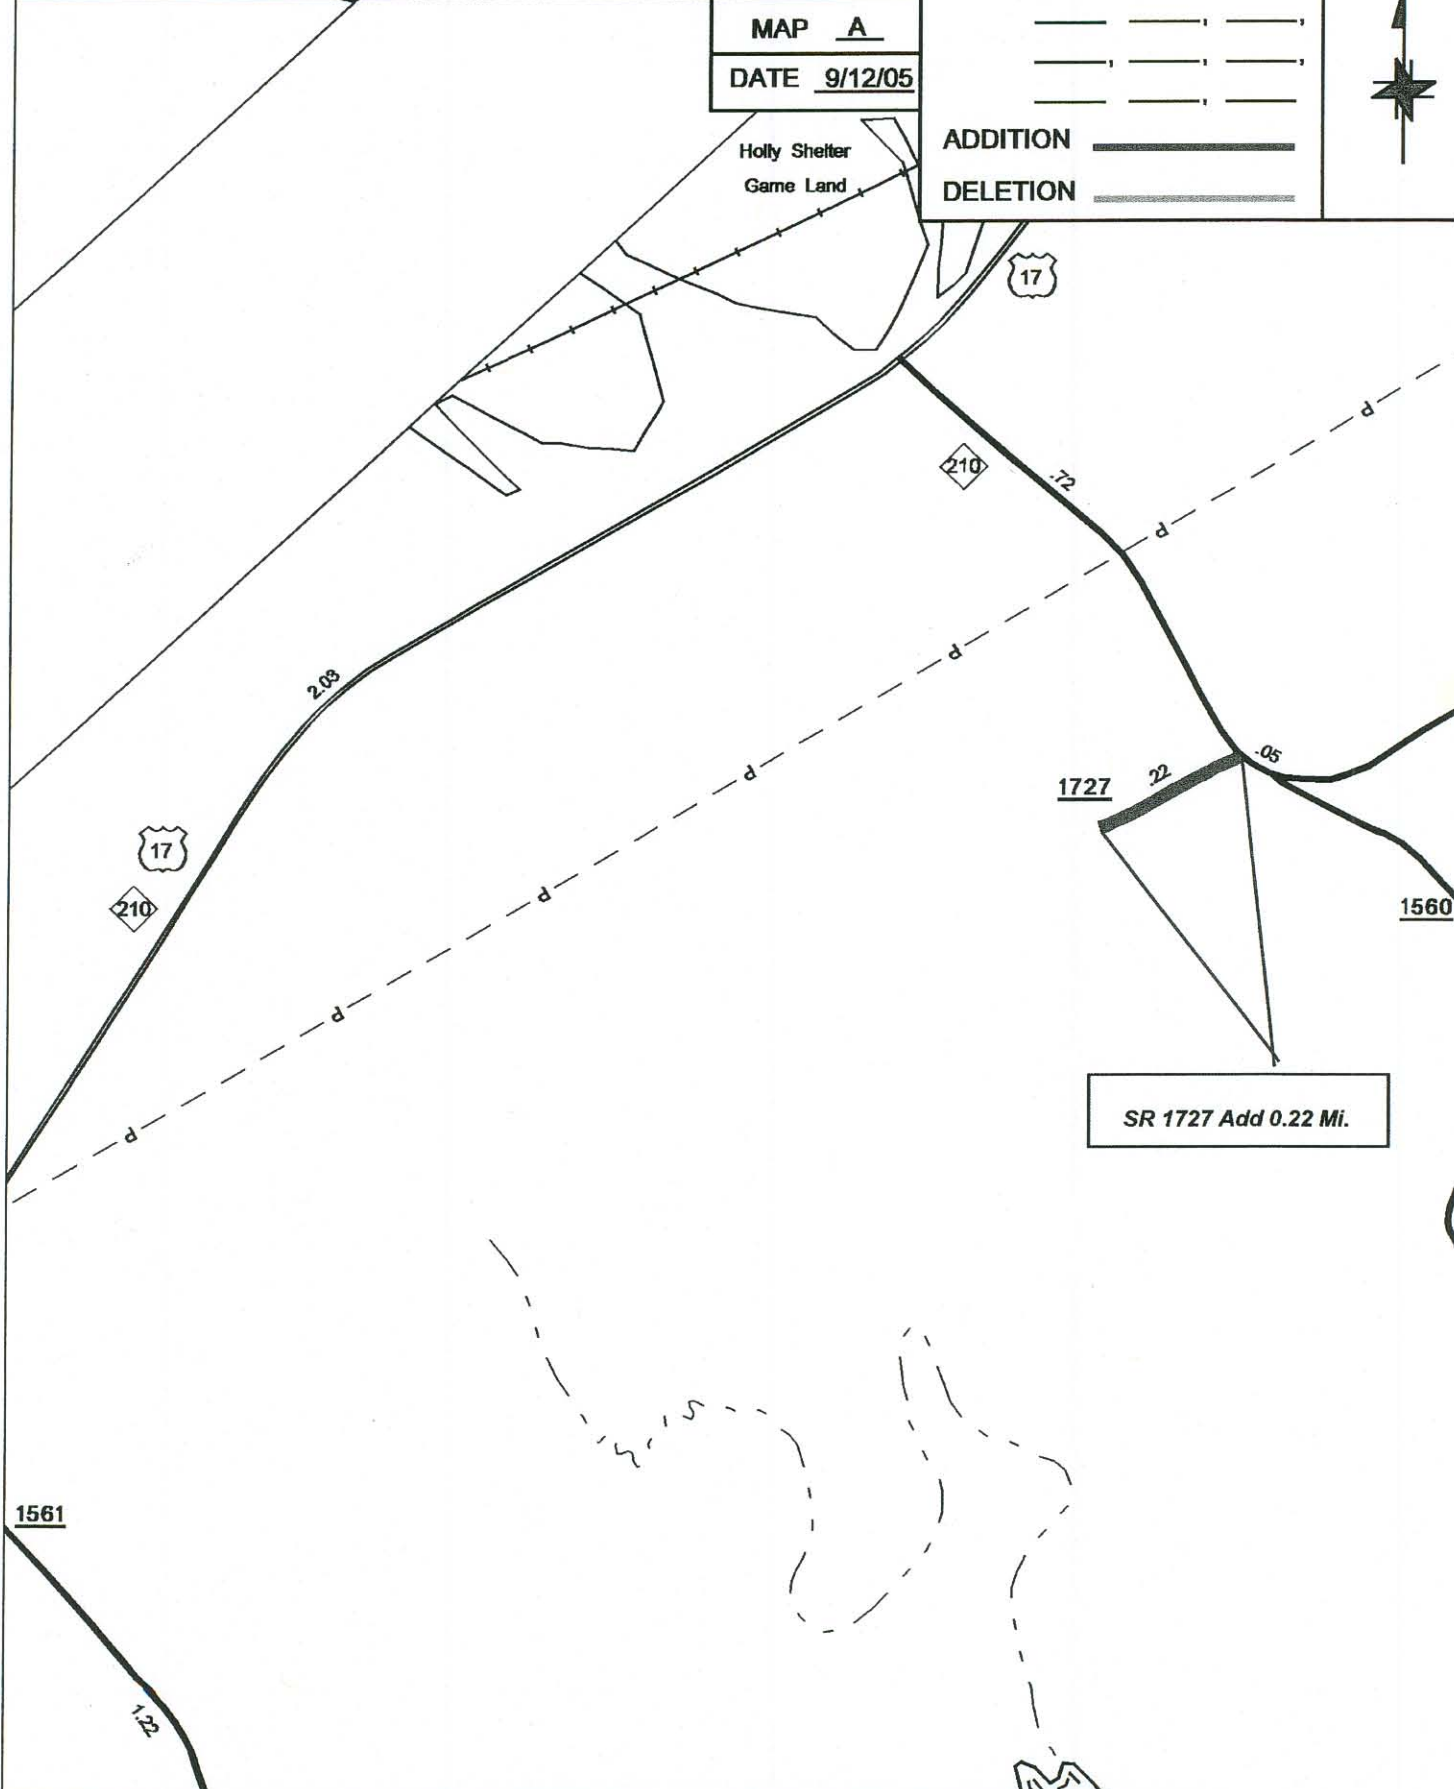 MAP A
DATE 9/12/05
ADDITION
DELETION
Holly Shelter
Game Land
17
210
.72
P
P
P
P
P
P
P
2.03
17
210
.05
.22
1727
1560
SR 1727 Add 0.22 Mi.
1561
1.22